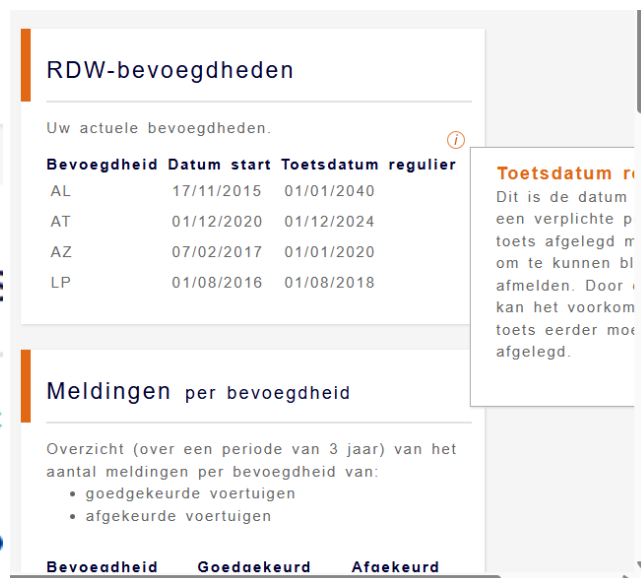 RDW-bevoegdheden
Uw actuele bevoegdheden.
i
Bevoegdheid Datum start Toetsdatum regulier
AL 17/11/2015 01/01/2040
AT 01/12/2020 01/12/2024
AZ 07/02/2017 01/01/2020
LP 01/08/2016 01/08/2018
Toetsdatum
Dit is de datum
een verplichte
toets afgelegd
om te kunnen
afmelden. Door
kan het
toets eerder
afgelegd.
Meldingen per bevoegdheid
Overzicht (over een periode van 3 jaar) van het
aantal meldingen per bevoegdheid van:
• goedgekeurde voertuigen
• afgekeurde voertuigen
Bevoegdheid Goedgekeurd Afgekeurd